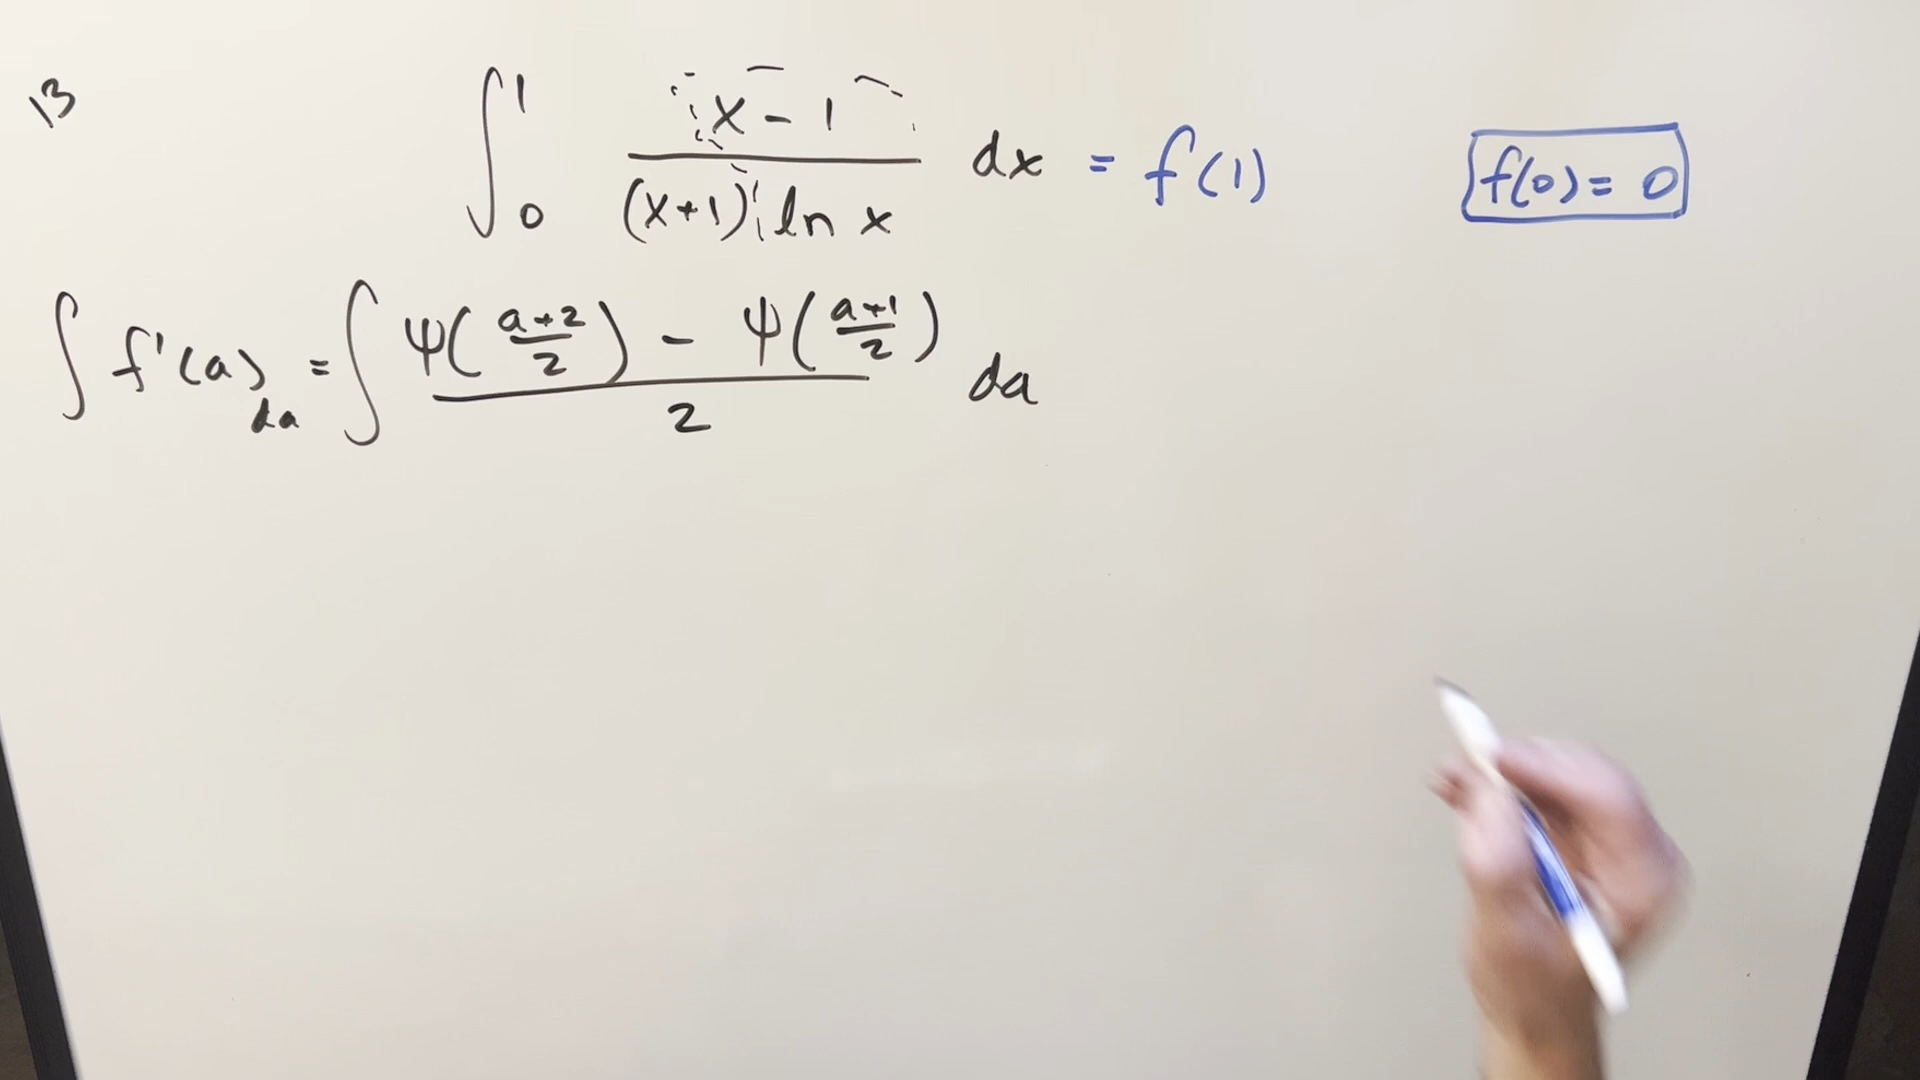 13
∫₀¹ (x - 1)/((x+1) ln x) dx = f(1)
f(0) = 0
∫ f'(a) da = ∫ (ψ((a+2)/2) - ψ((a+1)/2))/2 da